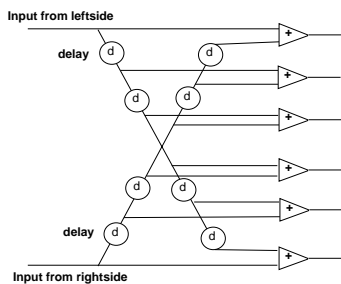 Input from leftside
+
d
d
delay
+
d
d
+
+
d
d
+
delay
d
d
+
Input from rightside